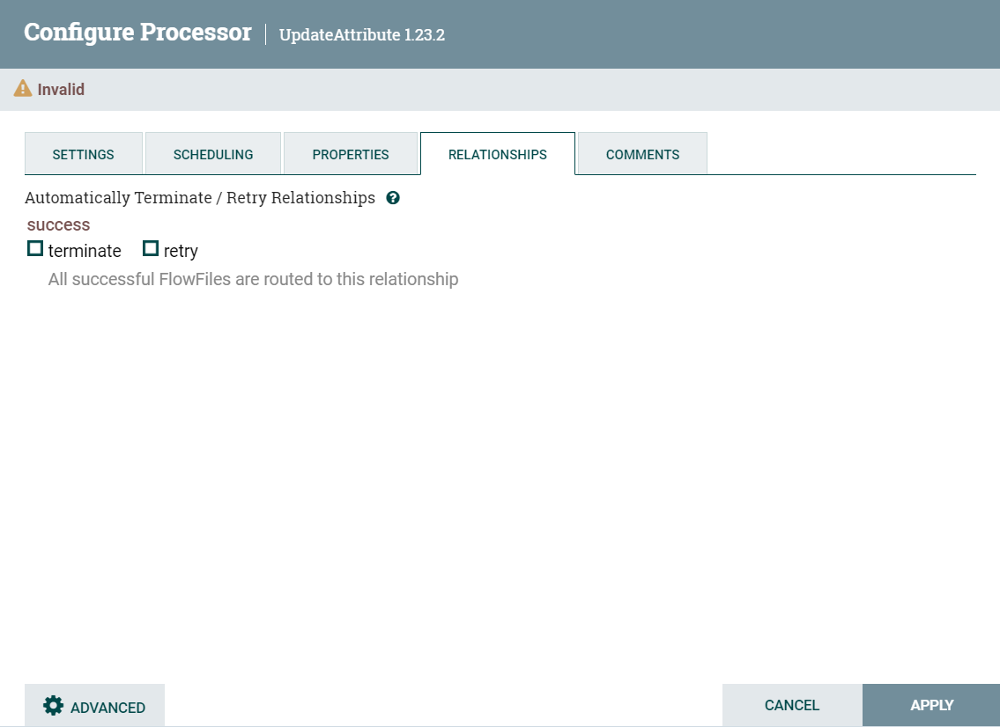 Configure Processor | UpdateAttribute 1.23.2
Invalid
SETTINGS SCHEDULING PROPERTIES RELATIONSHIPS COMMENTS
Automatically Terminate / Retry Relationships ?
success
terminate retry
All successful FlowFiles are routed to this relationship
ADVANCED CANCEL APPLY